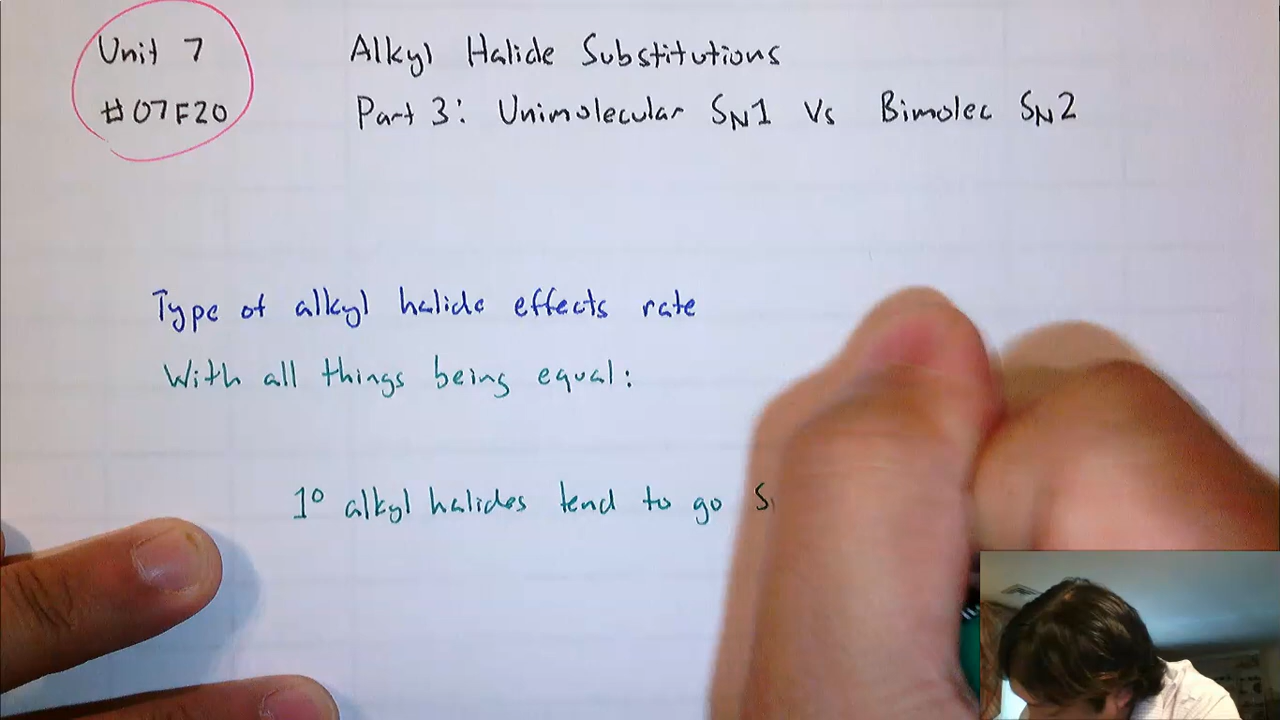 Unit 7
#07F20
Alkyl Halide Substitutions
Part 3: Unimolecular SN1 Vs Bimolec SN2
Type of alkyl halide effects rate
With all things being equal:
1° alkyl halides tend to go S